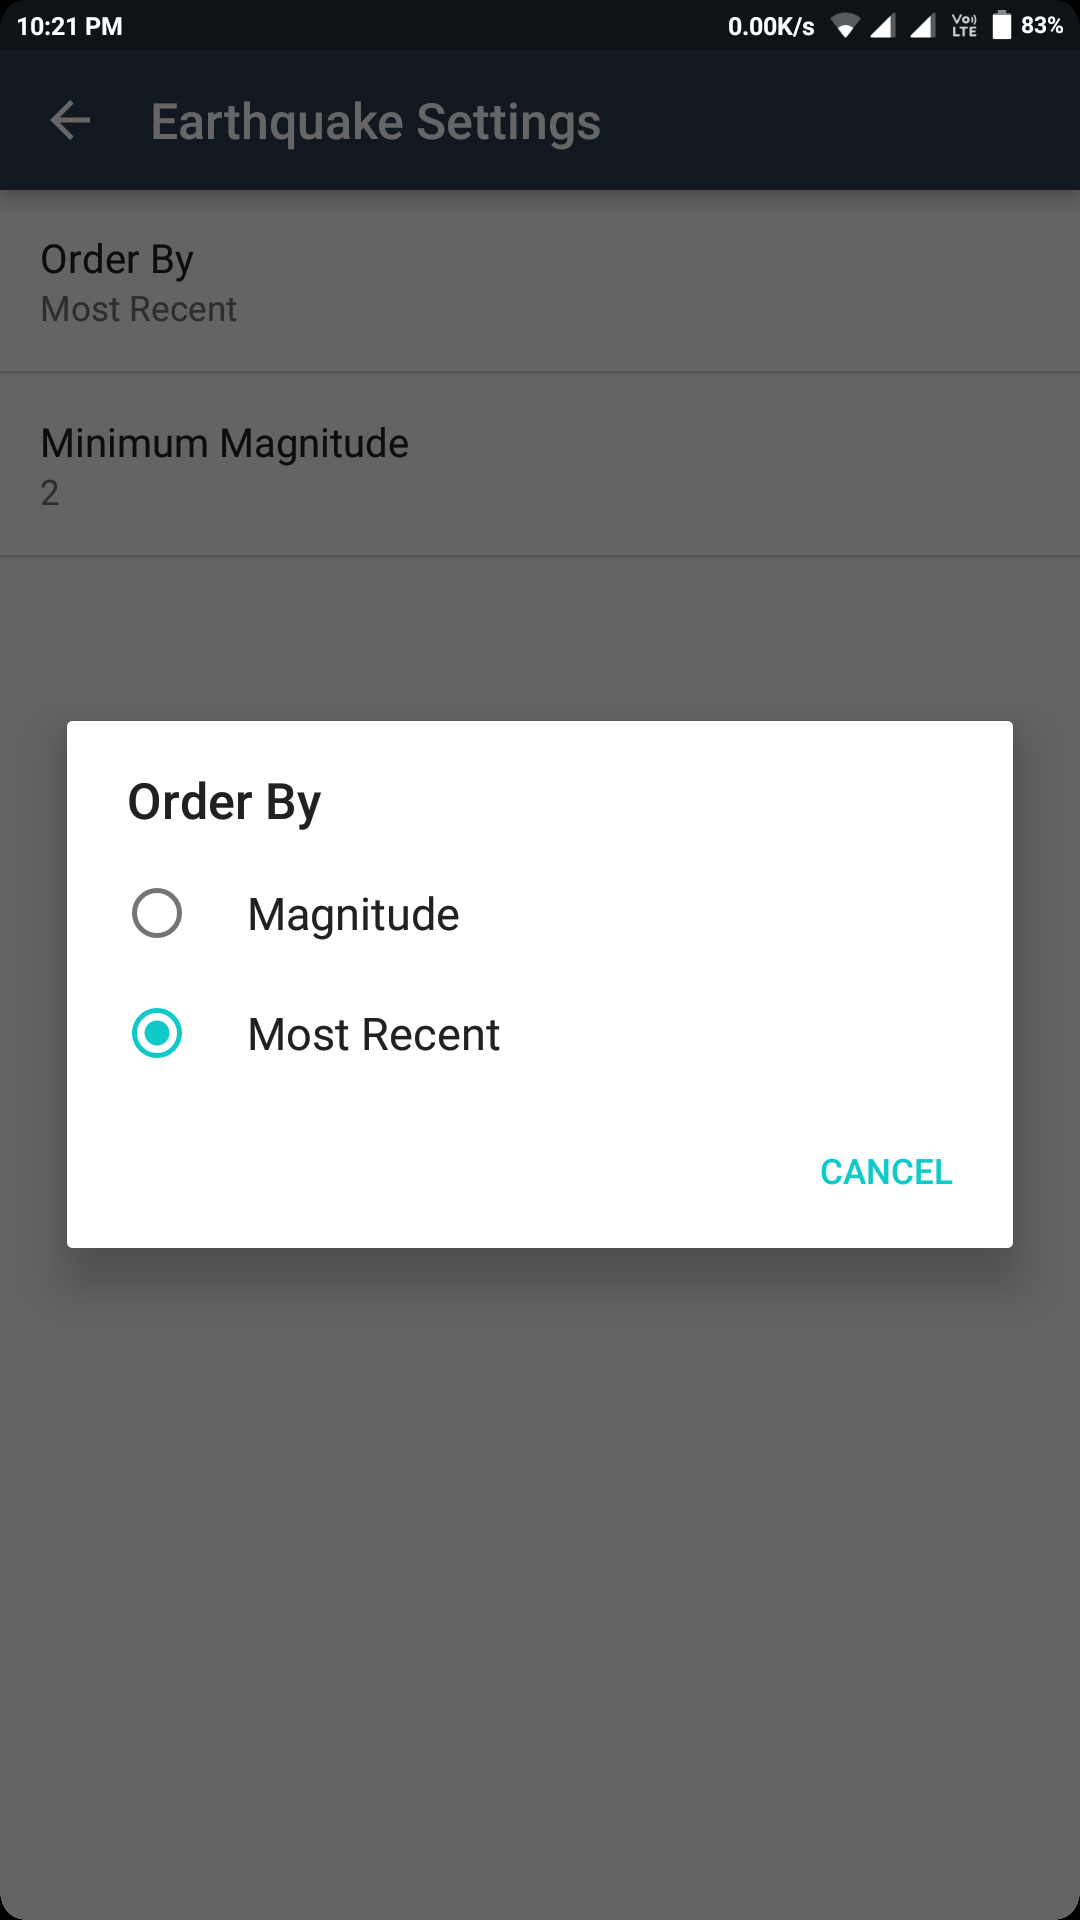 10:21 PM 0.00K/s Vo)) LTE 83%
Earthquake Settings
Order By
Most Recent
Minimum Magnitude
2
Order By
Magnitude
Most Recent
CANCEL